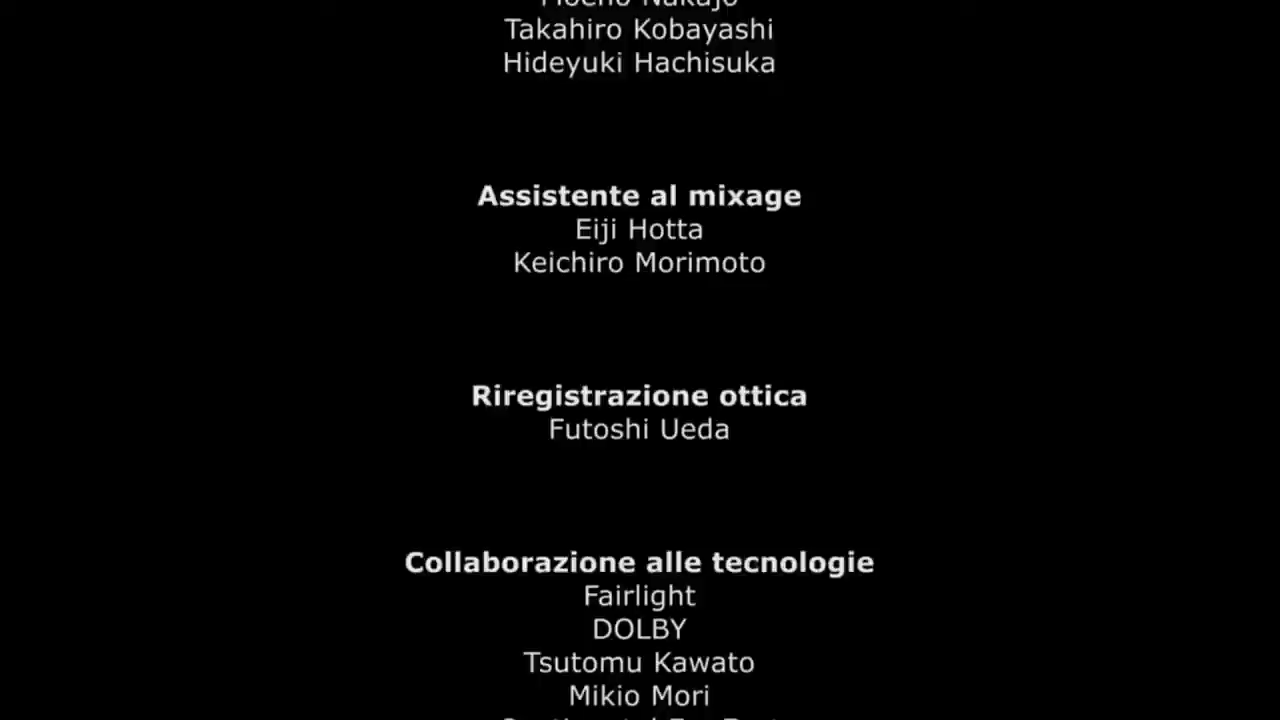 Takahiro Kobayashi
Hideyuki Hachisuka
Assistente al mixage
Eiji Hotta
Keichiro Morimoto
Riregistrazione ottica
Futoshi Ueda
Collaborazione alle tecnologie
Fairlight
DOLBY
Tsutomu Kawato
Mikio Mori